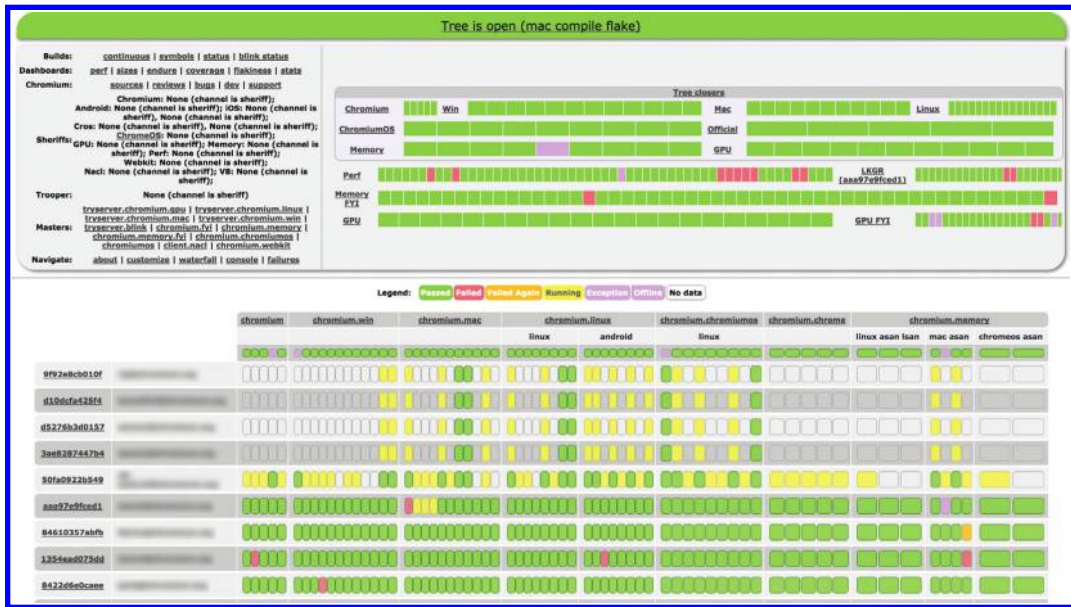 Tree is open (mac compile flake)
Builds: continuous | symbols | status | blink status
Dashboards: perf | sizes | endure | coverage | flakiness | stats
Chromium: sources | reviews | bugs | dev | support
Sheriffs: Chromium: None (channel is sheriff);
Android: None (channel is sheriff), iOS: None (channel is
sheriff), None (channel is sheriff);
Cros: None (channel is sheriff), None (channel is sheriff);
ChromeOS: None (channel is sheriff);
GPU: None (channel is sheriff); Memory: None (channel is
sheriff); Perf: None (channel is sheriff);
Webkit: None (channel is sheriff);
Nacl: None (channel is sheriff); V8: None (channel is
sheriff);
Trooper: None (channel is sheriff)
Masters: tryserver.chromium.gpu | tryserver.chromium.linux |
tryserver.chromium.mac | tryserver.chromium.win |
tryserver.blink | chromium.fyi | chromium.memory |
chromium.memory.fyi | chromium.chromiumos |
chromiumos | client.nacl | chromium.webkit
Navigate: about | customize | waterfall | console | failures
Tree closers
Chromium Win Mac Linux
ChromiumOS Official
Memory GPU
Perf LKGR
(aaa97e9fced1)
Memory
FYI
GPU GPU FYI
Legend: Passed Failed Failed Again Running Exception Offline No data
chromium chromium.win chromium.mac chromium.linux chromium.chromiumos chromium.chrome chromium.memory
linux android linux linux asan lsan mac asan chromeos asan
9f92e8cb010f
d10dcfa425f4
d5276b3d0157
3ae8287447b4
50fa0922b549
aaa97e9fced1
84610357abfb
1354ead075dd
8422d6e0caee